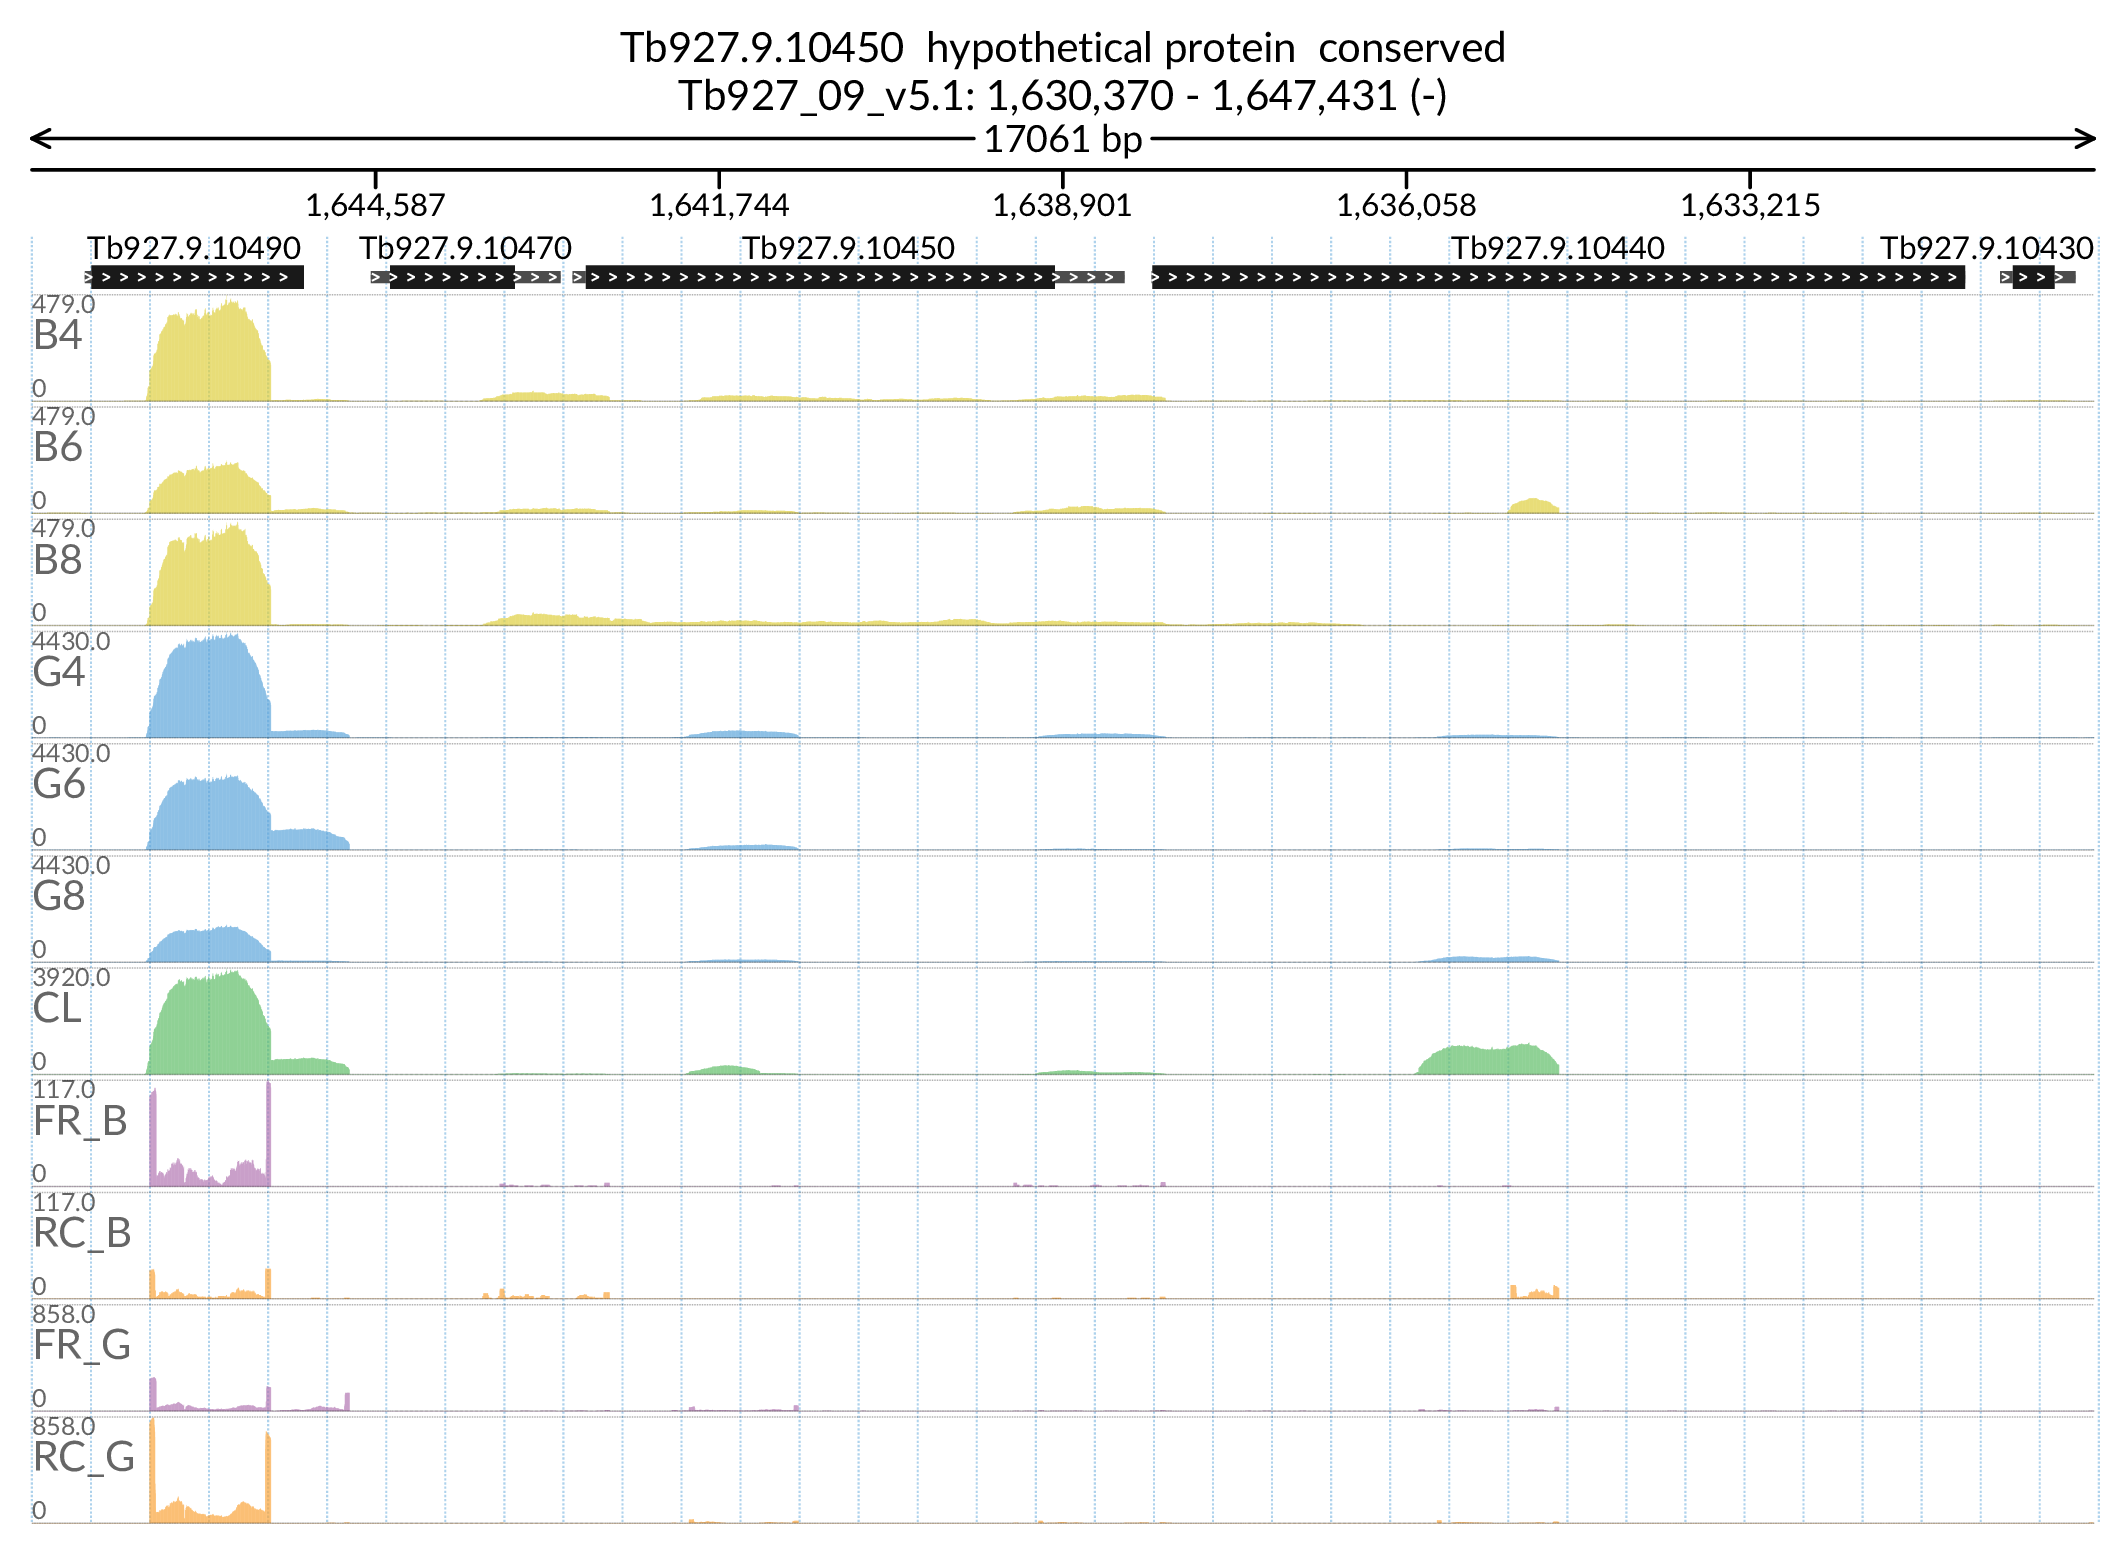 Tb927.9.10450 hypothetical protein conserved
Tb927_09_v5.1: 1,630,370 - 1,647,431 (-)
17061 bp
1,644,587 1,641,744 1,638,901 1,636,058 1,633,215
Tb927.9.10490 Tb927.9.10470 Tb927.9.10450 Tb927.9.10440 Tb927.9.10430
479.0
B4
0
479.0
B6
0
479.0
B8
0
4430.0
G4
0
4430.0
G6
0
4430.0
G8
0
3920.0
CL
0
117.0
FR_B
0
117.0
RC_B
0
858.0
FR_G
0
858.0
RC_G
0